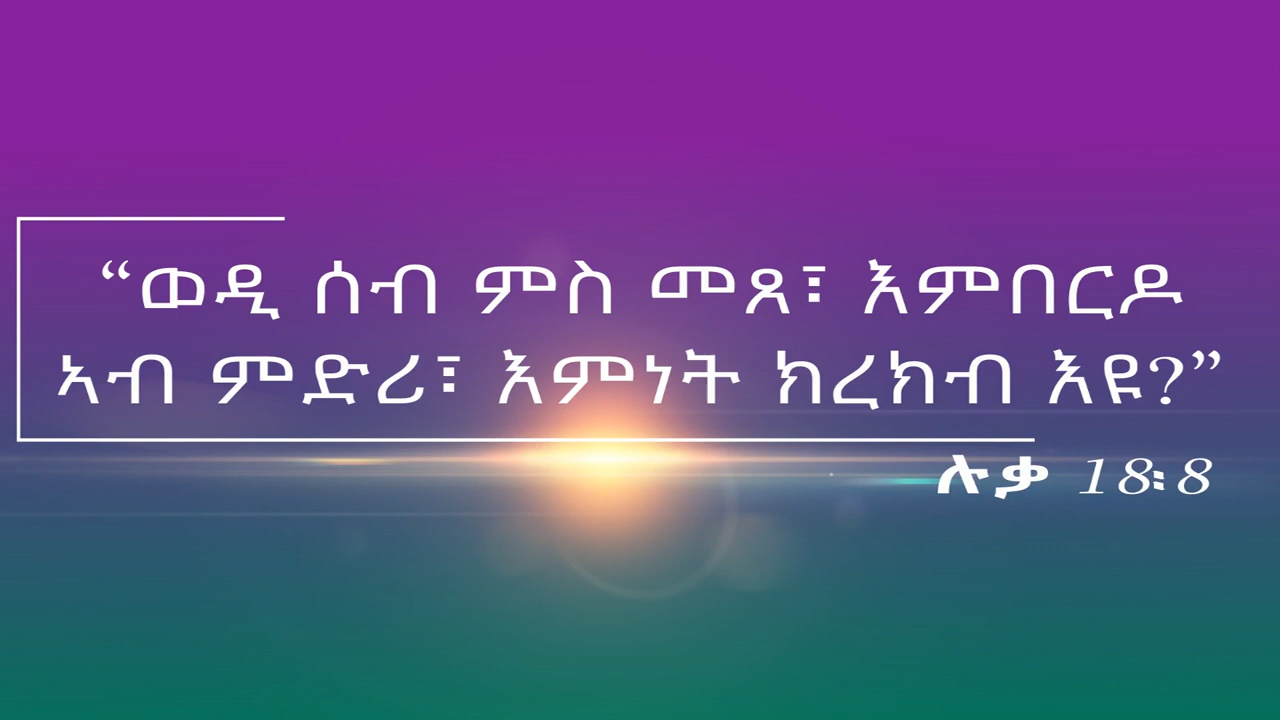 “ወዲ ሰብ ምስ መጸ፣ እምበርዶ
ኣብ ምድሪ፣ እምነት ክረክብ እዩ?”
ሉቃ 18፡8